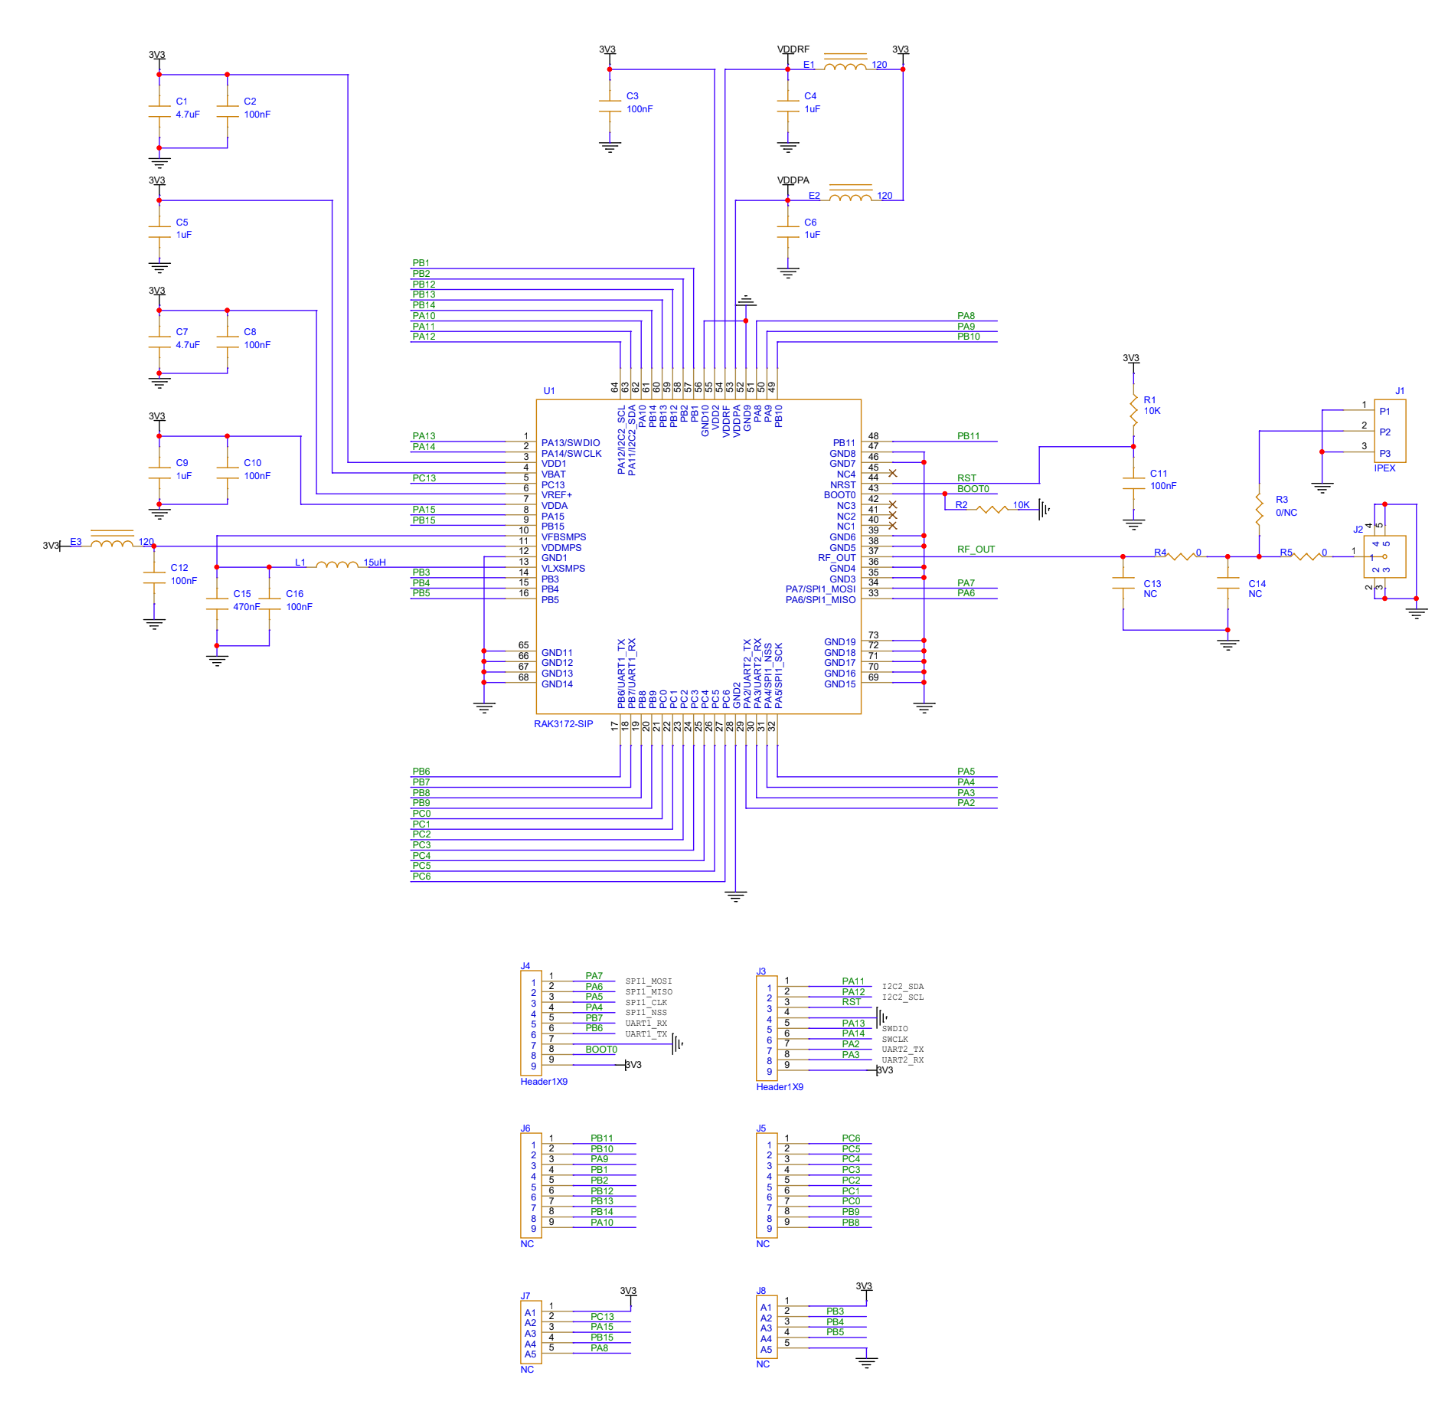 3V3
C1
4.7uF
C2
100nF
3V3
C5
1uF
3V3
C7
4.7uF
C8
100nF
3V3
C9
1uF
C10
100nF
3V3
E3
120
C12
100nF
C15
470nF
C16
100nF
L1
15uH
3V3
C3
100nF
VDDRF
E1
120
3V3
C4
1uF
VDDPA
E2
120
C6
1uF
PB1
PB2
PB12
PB13
PB14
PA10
PA11
PA12
PA8
PA9
PB10
U1
64 63 62 61 60 59 58 57 56 55 54 53 52 51 50 49
PA12/I2C2_SCL
PA11/I2C2_SDA
PA10
PB14
PB13
PB12
PB2
PB1
GND10
VDD2
VDDRF
VDDPA
GND9
PA8
PA9
PB10
PA13 1 PA13/SWDIO
PA14 2 PA14/SWCLK
3 VDD1
4 VBAT
PC13 5 PC13
6 VREF+
7 VDDA
PA15 8 PA15
PB15 9 PB15
10 VFBSMPS
11 VDDMPS
12 GND1
13 VLXSMPS
PB3 14 PB3
PB4 15 PB4
PB5 16 PB5
65 GND11
66 GND12
67 GND13
68 GND14
PB11 48 PB11
GND8 47
GND7 46
NC4 45
NRST 44 RST
BOOT0 43 BOOT0
NC3 42
NC2 41
NC1 40
GND6 39
GND5 38
RF_OUT 37 RF_OUT
GND4 36
GND3 35
PA7/SPI1_MOSI 34 PA7
PA6/SPI1_MISO 33 PA6
GND19 73
GND18 72
GND17 71
GND16 70
GND15 69
PB6/UART1_TX
PB7/UART1_RX
PB8
PB9
PC0
PC1
PC2
PC3
PC4
PC5
PC6
GND2
PA2/UART2_TX
PA3/UART2_RX
PA4/SPI1_NSS
PA5/SPI1_SCK
RAK3172-SIP
17 18 19 20 21 22 23 24 25 26 27 28 29 30 31 32
PB6
PB7
PB8
PB9
PC0
PC1
PC2
PC3
PC4
PC5
PC6
PA5
PA4
PA3
PA2
R2
10K
3V3
R1
10K
C11
100nF
J1
1 P1
2 P2
3 P3
IPEX
R3
0/NC
R4
0
R5
0
C13
NC
C14
NC
J2
4 5
4 5
1 1
2 3
2 3
J4
1 1 PA7 SPI1_MOSI
2 2 PA6 SPI1_MISO
3 3 PA5 SPI1_CLK
4 4 PA4 SPI1_NSS
5 5 PB7 UART1_RX
6 6 PB6 UART1_TX
7 7
8 8 BOOT0
9 9 3V3
Header1X9
J3
1 1 PA11 I2C2_SDA
2 2 PA12 I2C2_SCL
3 3 RST
4 4
5 5 PA13 SWDIO
6 6 PA14 SWCLK
7 7 PA2 UART2_TX
8 8 PA3 UART2_RX
9 9 3V3
Header1X9
J6
1 1 PB11
2 2 PB10
3 3 PA9
4 4 PB1
5 5 PB2
6 6 PB12
7 7 PB13
8 8 PB14
9 9 PA10
NC
J5
1 1 PC6
2 2 PC5
3 3 PC4
4 4 PC3
5 5 PC2
6 6 PC1
7 7 PC0
8 8 PB9
9 9 PB8
NC
J7
3V3
A1 1
A2 2 PC13
A3 3 PA15
A4 4 PB15
A5 5 PA8
NC
J8
3V3
A1 1
A2 2 PB3
A3 3 PB4
A4 4 PB5
A5 5
NC